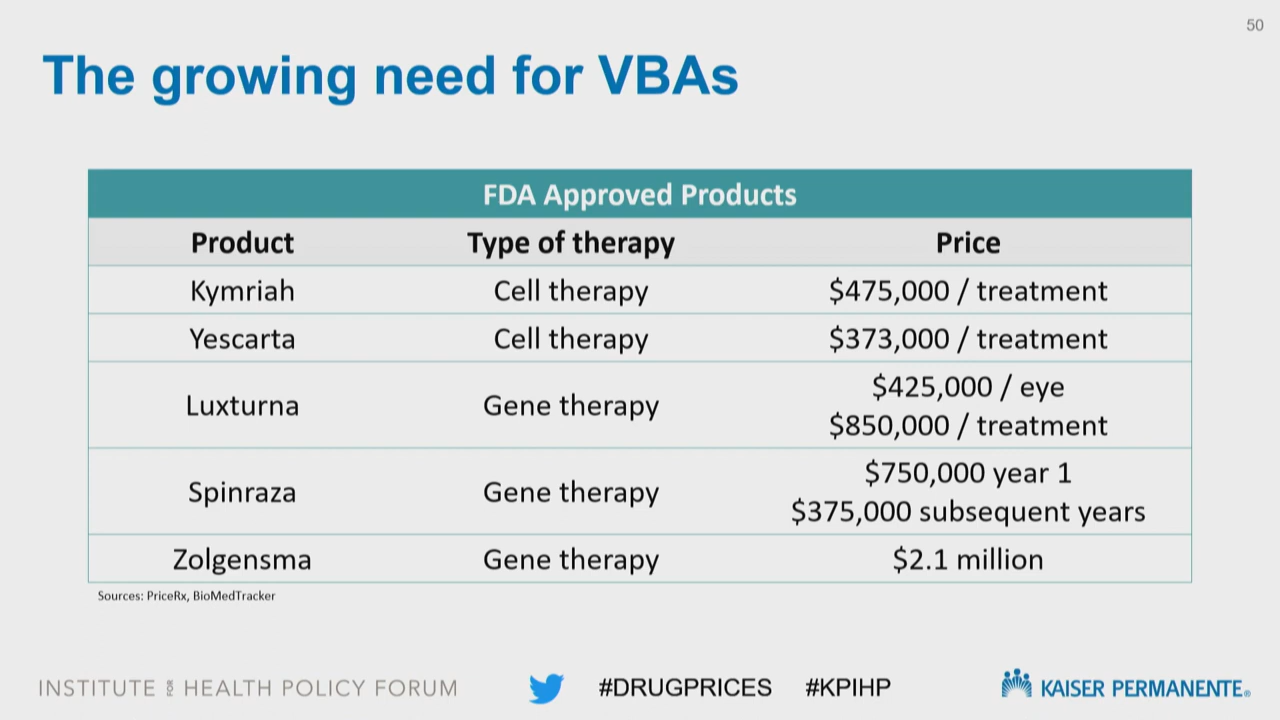 50
The growing need for VBAs
FDA Approved Products
Product Type of therapy Price
Kymriah Cell therapy $475,000 / treatment
Yescarta Cell therapy $373,000 / treatment
Luxturna Gene therapy $425,000 / eye
$850,000 / treatment
Spinraza Gene therapy $750,000 year 1
$375,000 subsequent years
Zolgensma Gene therapy $2.1 million
Sources: PriceRx, BioMedTracker
INSTITUTE FOR HEALTH POLICY FORUM #DRUGPRICES #KPIHP KAISER PERMANENTE®